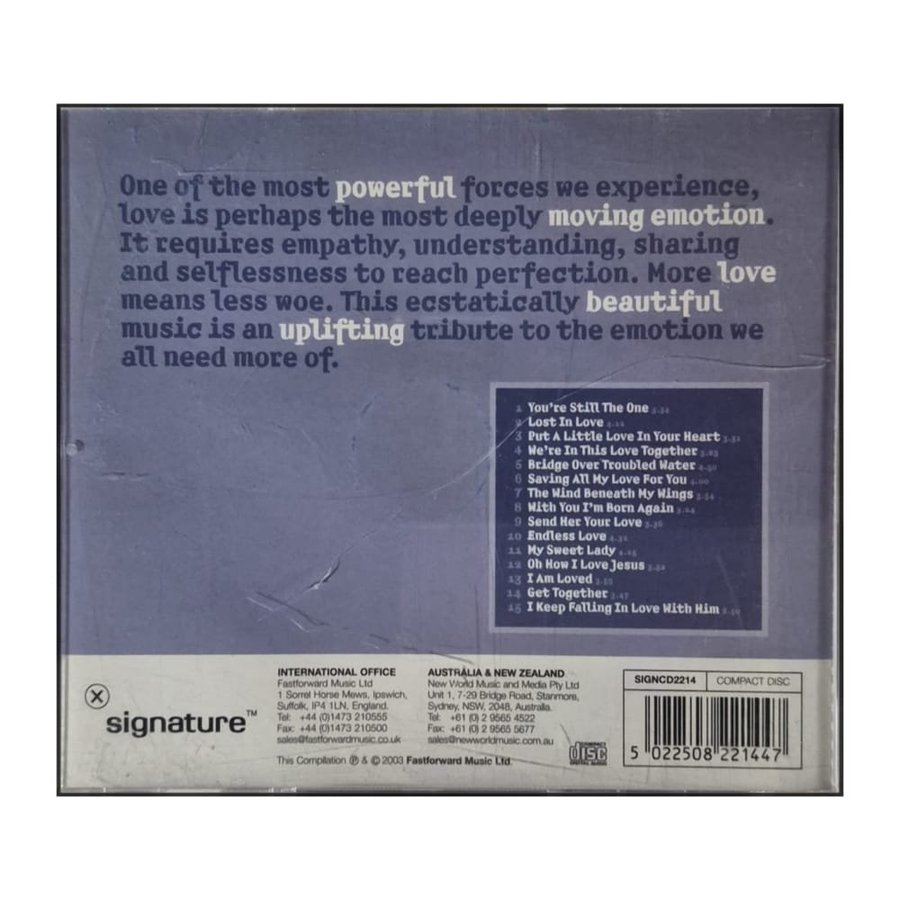 One of the most powerful forces we experience,
love is perhaps the most deeply moving emotion.
It requires empathy, understanding, sharing
and selflessness to reach perfection. More love
means less woe. This ecstatically beautiful
music is an uplifting tribute to the emotion we
all need more of.
1 You're Still The One
2 Lost In Love
3 Put A Little Love In Your Heart
4 We're In This Love Together
5 Bridge Over Troubled Water
6 Saving All My Love For You
7 The Wind Beneath My Wings
8 With You I'm Born Again
9 Send Her Your Love
10 Endless Love
11 My Sweet Lady
12 Oh How I Love Jesus
13 I Am Loved
14 Get Together
15 I Keep Falling In Love With Him
X
signature™
INTERNATIONAL OFFICE
Fastforward Music Ltd
1 Sorrel Horse Mews, Ipswich,
Suffolk, IP4 1LN, England.
Tel: +44 (0)1473 210555
Fax: +44 (0)1473 210500
sales@fastforwardmusic.co.uk
AUSTRALIA & NEW ZEALAND
New World Music and Media Pty Ltd
Unit 1, 7-29 Bridge Road, Stanmore,
Sydney, NSW, 2048, Australia.
Tel: +61 (0) 2 9565 4522
Fax: +61 (0) 2 9565 5677
sales@newworldmusic.com.au
This Compilation ℗ & © 2003 Fastforward Music Ltd.
COMPACT
disc
DIGITAL AUDIO
SIGNCD2214 COMPACT DISC
5 022508 221447